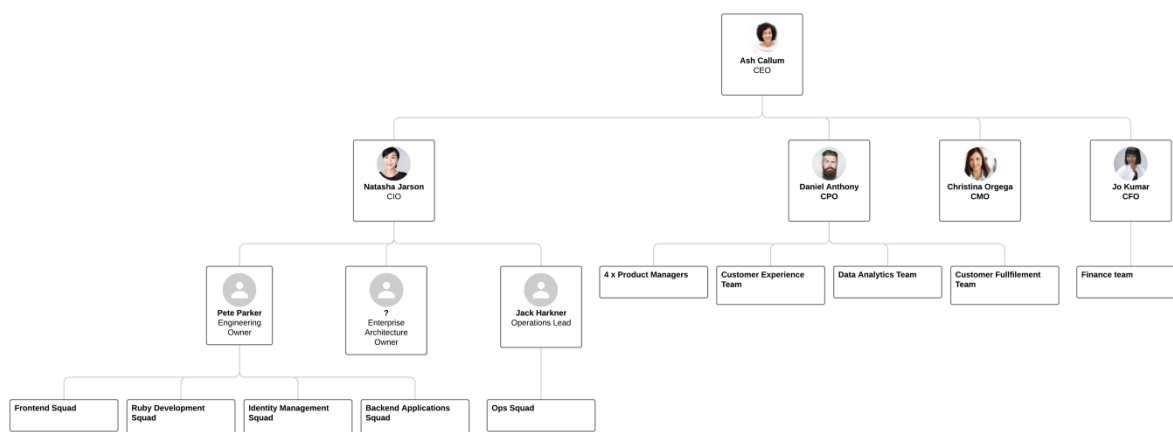 Ash Callum
CEO
Natasha Jarson
CIO
Daniel Anthony
CPO
Christina Orgega
CMO
Jo Kumar
CFO
Pete Parker
Engineering
Owner
?
Enterprise
Architecture
Owner
Jack Harkner
Operations Lead
4 x Product Managers
Customer Experience
Team
Data Analytics Team
Customer Fullfilement
Team
Finance team
Frontend Squad
Ruby Development
Squad
Identity Management
Squad
Backend Applications
Squad
Ops Squad